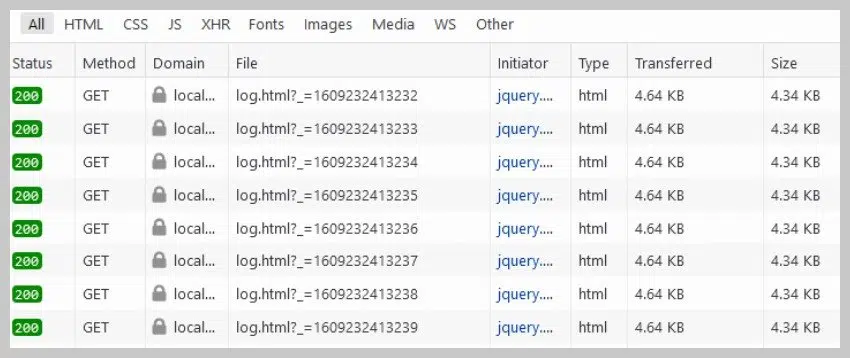 All HTML CSS JS XHR Fonts Images Media WS Other
Status Method Domain File Initiator Type Transferred Size
200 GET local... log.html?_=1609232413232 jquery.... html 4.64 KB 4.34 KB
200 GET local... log.html?_=1609232413233 jquery.... html 4.64 KB 4.34 KB
200 GET local... log.html?_=1609232413234 jquery.... html 4.64 KB 4.34 KB
200 GET local... log.html?_=1609232413235 jquery.... html 4.64 KB 4.34 KB
200 GET local... log.html?_=1609232413236 jquery.... html 4.64 KB 4.34 KB
200 GET local... log.html?_=1609232413237 jquery.... html 4.64 KB 4.34 KB
200 GET local... log.html?_=1609232413238 jquery.... html 4.64 KB 4.34 KB
200 GET local... log.html?_=1609232413239 jquery.... html 4.64 KB 4.34 KB